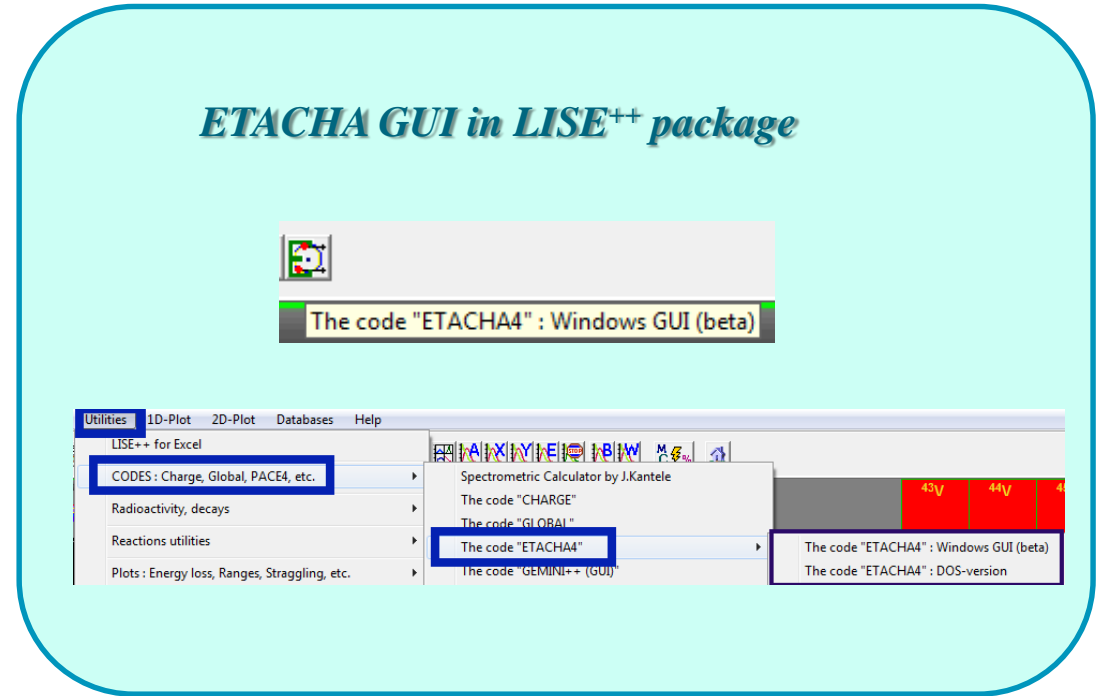 ETACHA GUI in LISE++ package
The code "ETACHA4" : Windows GUI (beta)
Utilities 1D-Plot 2D-Plot Databases Help
LISE++ for Excel
CODES : Charge, Global, PACE4, etc.
Radioactivity, decays
Reactions utilities
Plots : Energy loss, Ranges, Straggling, etc.
A X Y E STOP B W M C %
Spectrometric Calculator by J.Kantele
The code "CHARGE"
The code "GLOBAL"
The code "ETACHA4"
The code "GEMINI++ (GUI)"
43V 44V
The code "ETACHA4" : Windows GUI (beta)
The code "ETACHA4" : DOS-version